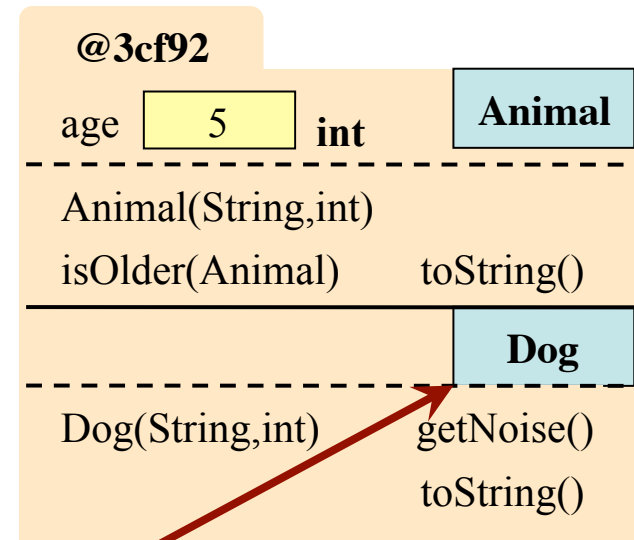 @3cf92
age 5 int Animal
Animal(String,int)
isOlder(Animal) toString()
Dog
Dog(String,int) getNoise()
toString()